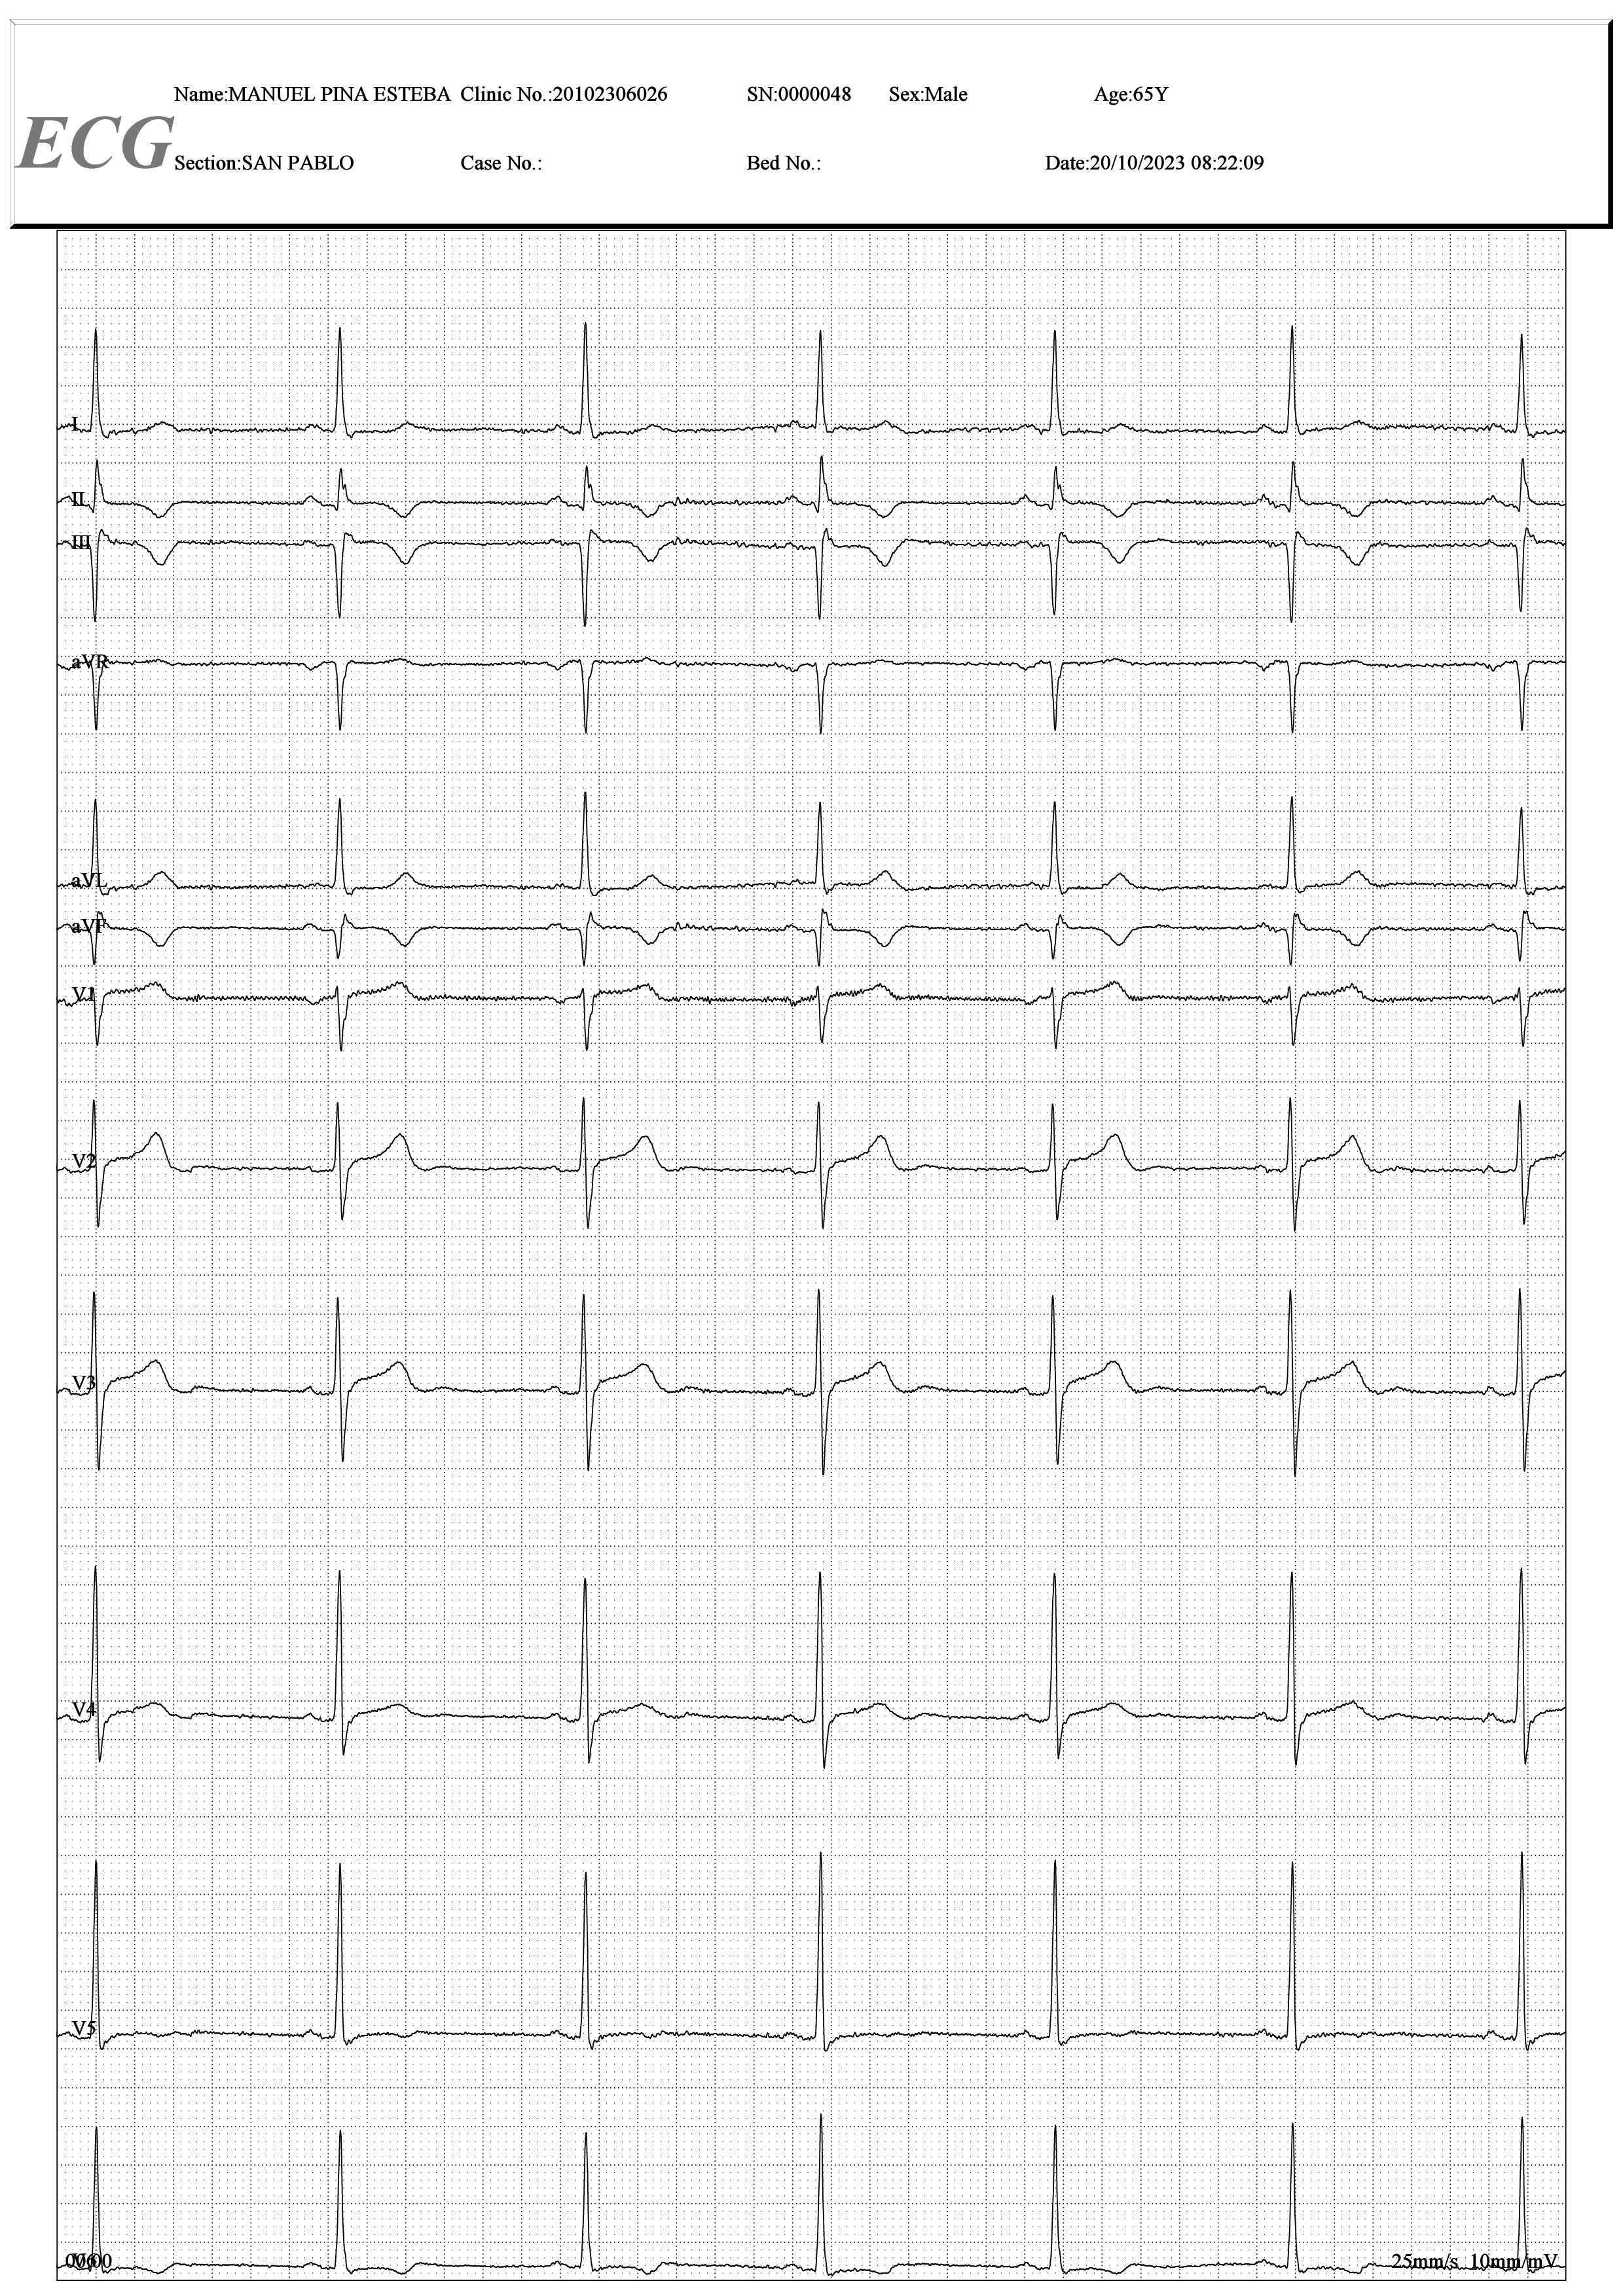 Name:MANUEL PINA ESTEBA Clinic No.:20102306026 SN:0000048 Sex:Male Age:65Y
ECG
Section:SAN PABLO Case No.: Bed No.: Date:20/10/2023 08:22:09
I
II
III
aVR
aVL
aVF
V1
V2
V3
V4
V5
V6
25mm/s 10mm/mV